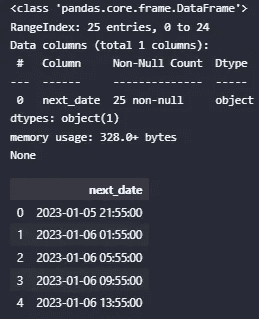 <class 'pandas.core.frame.DataFrame'>
RangeIndex: 25 entries, 0 to 24
Data columns (total 1 columns):
 #   Column     Non-Null Count  Dtype
---  ------     --------------  -----
 0   next_date  25 non-null     object
dtypes: object(1)
memory usage: 328.0+ bytes
None
next_date
0 2023-01-05 21:55:00
1 2023-01-06 01:55:00
2 2023-01-06 05:55:00
3 2023-01-06 09:55:00
4 2023-01-06 13:55:00